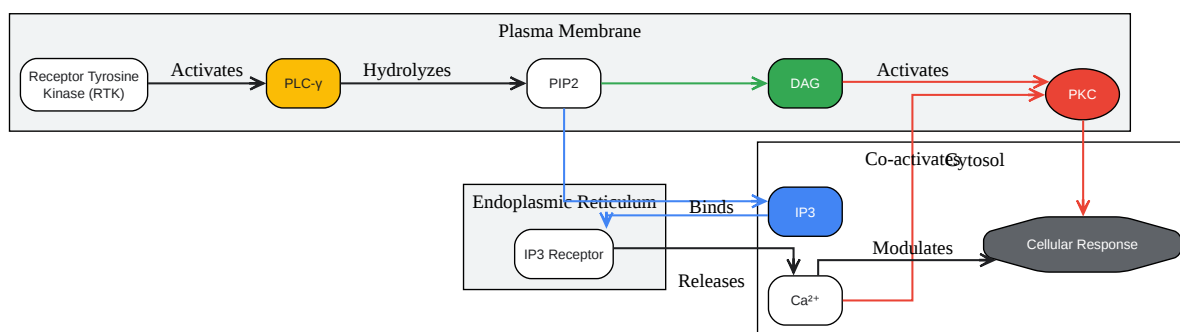 Plasma Membrane
Receptor Tyrosine
Kinase (RTK)
Activates
PLC-γ
Hydrolyzes
PIP2
DAG
Activates
PKC
Co-activates
Cytosol
Endoplasmic Reticulum
Binds
IP3
IP3 Receptor
Modulates
Cellular Response
Releases
Ca²⁺